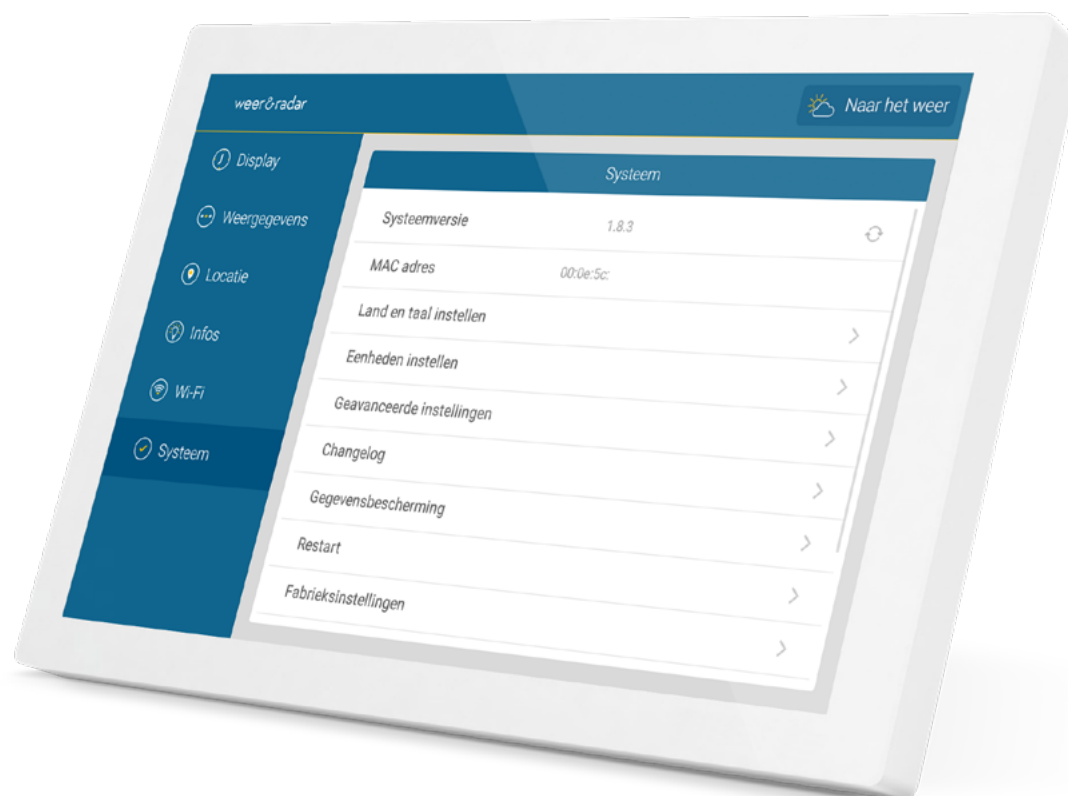 weer&radar
Naar het weer
Display
Weergegevens
Locatie
Infos
Wi-Fi
Systeem
Systeem
Systeemversie 1.8.3
MAC adres 00:0e:5c:
Land en taal instellen
Eenheden instellen
Geavanceerde instellingen
Changelog
Gegevensbescherming
Restart
Fabrieksinstellingen